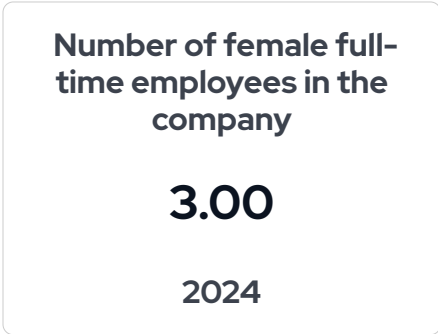 Number of female full-
time employees in the
company
3.00
2024